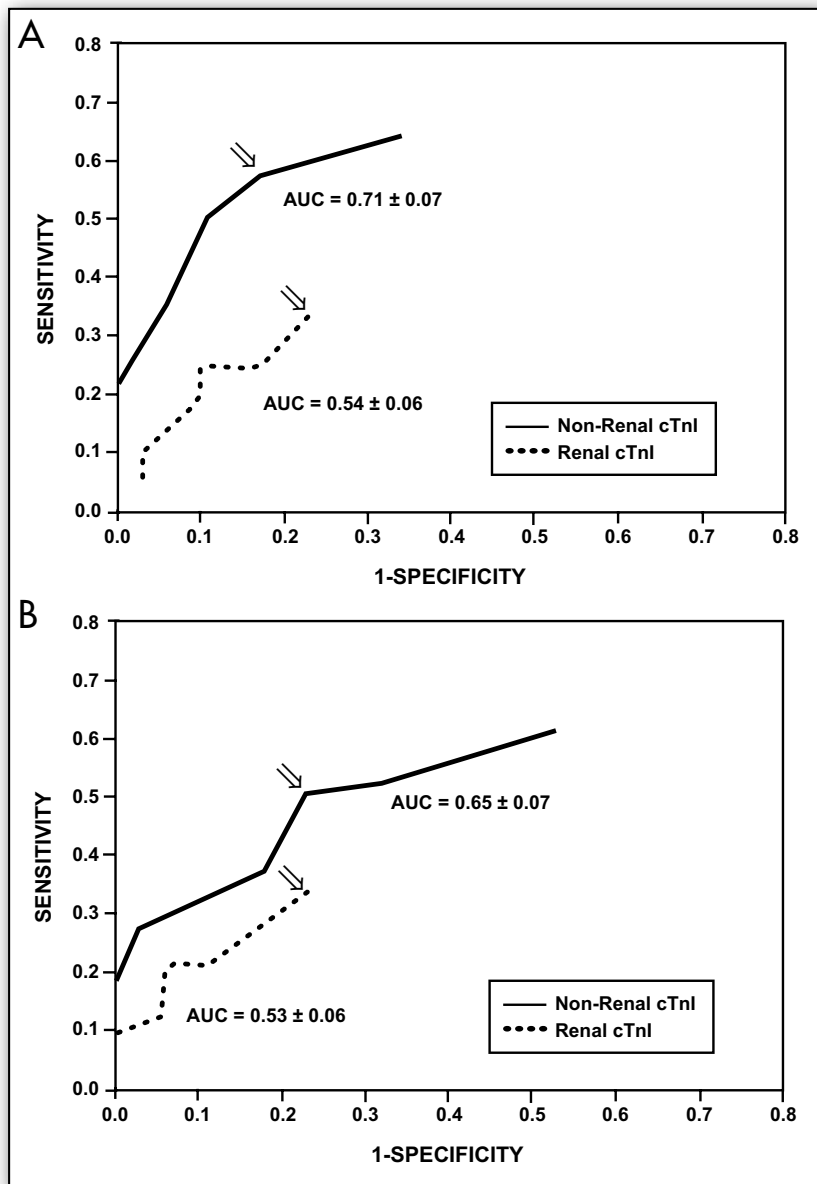 A
0.8
0.7
0.6
0.5
0.4
0.3
0.2
0.1
0.0
SENSITIVITY
AUC = 0.71 ± 0.07
AUC = 0.54 ± 0.06
Non-Renal cTnI
Renal cTnI
0.0 0.1 0.2 0.3 0.4 0.5 0.6 0.7 0.8
1-SPECIFICITY
B
0.8
0.7
0.6
0.5
0.4
0.3
0.2
0.1
0.0
SENSITIVITY
AUC = 0.65 ± 0.07
AUC = 0.53 ± 0.06
Non-Renal cTnI
Renal cTnI
0.0 0.1 0.2 0.3 0.4 0.5 0.6 0.7 0.8
1-SPECIFICITY